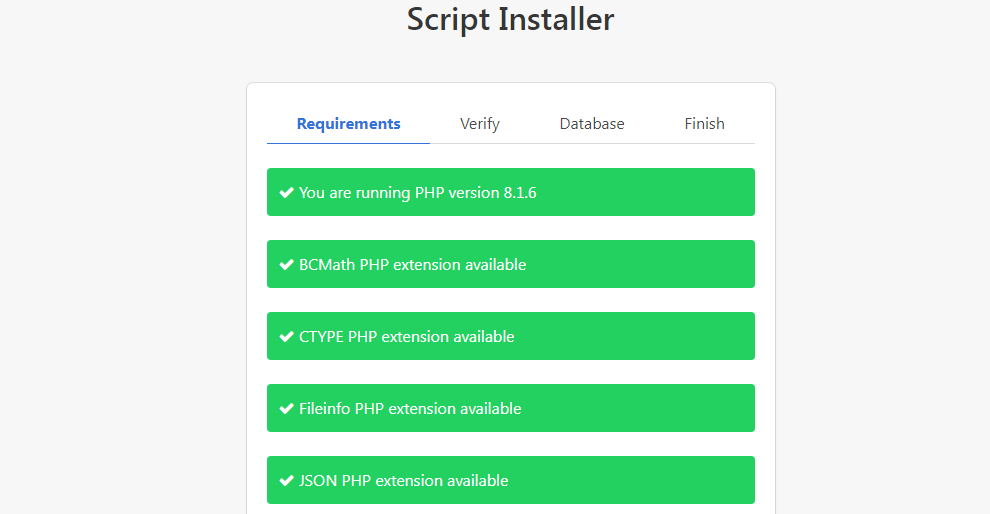 Script Installer
Requirements Verify Database Finish
You are running PHP version 8.1.6
BCMath PHP extension available
CTYPE PHP extension available
Fileinfo PHP extension available
JSON PHP extension available